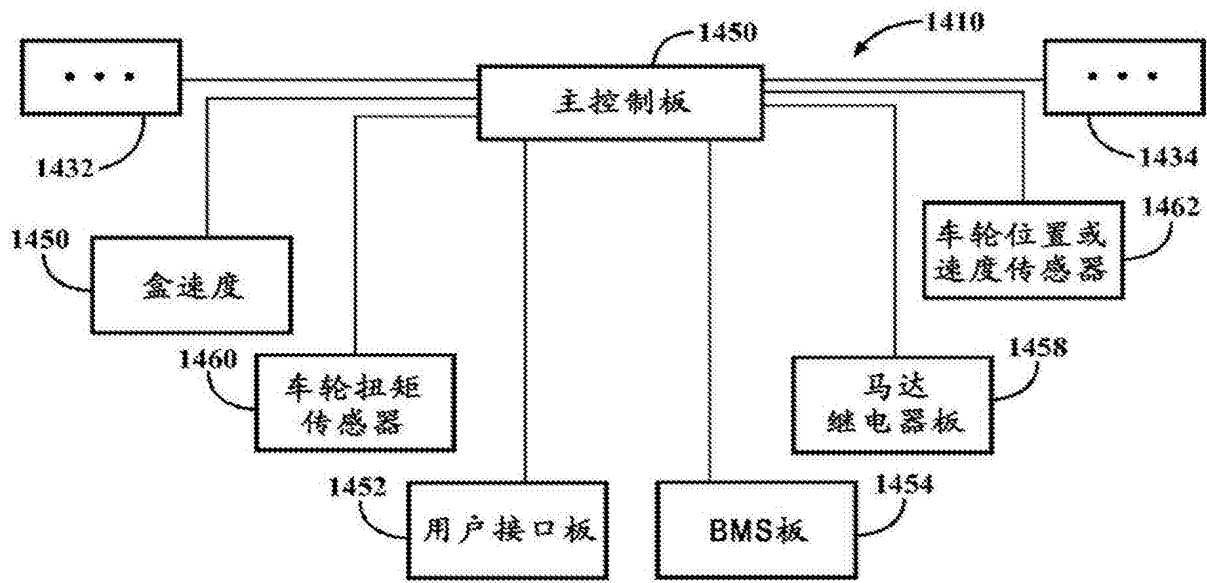 1450
1410
• • •
主控制板
• • •
1432
1434
1450
盒速度
1462
车轮位置或
速度传感器
1460
车轮扭矩
传感器
1458
马达
继电器板
1452
用户接口板
1454
BMS板